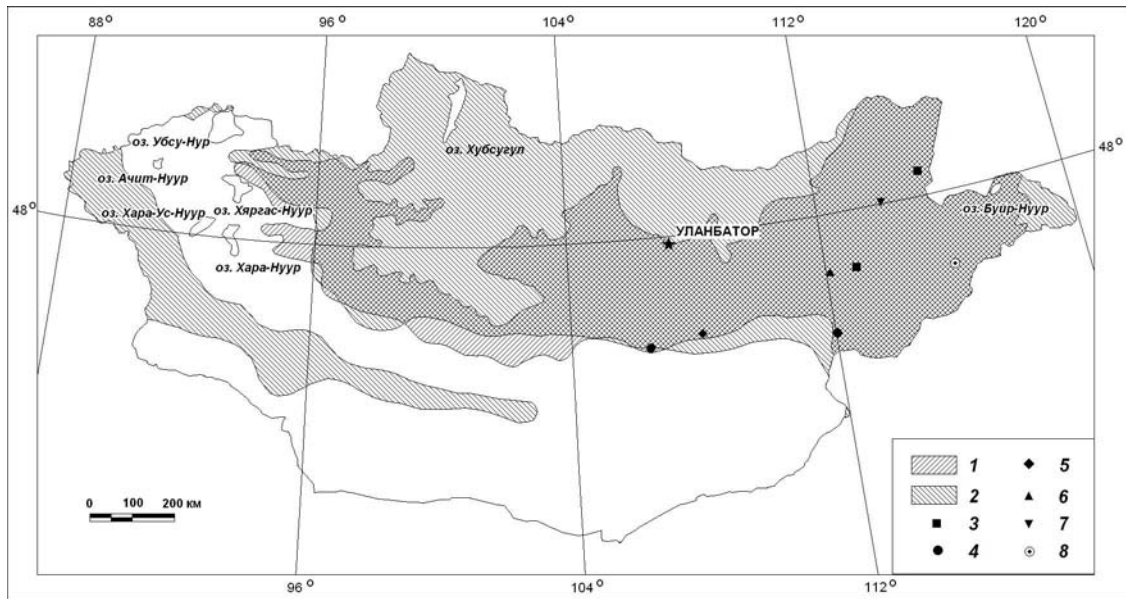 88°
96°
104°
112°
120°
оз. Убсу-Нур
оз. Хубсугул
48°
оз. Ачит-Нуур
48°
оз. Хара-Ус-Нуур
оз. Хяргас-Нуур
оз. Буир-Нуур
УЛАНБАТОР
оз. Хара-Нуур
1
5
2
6
3
7
4
8
0 100 200 км
96°
104°
112°